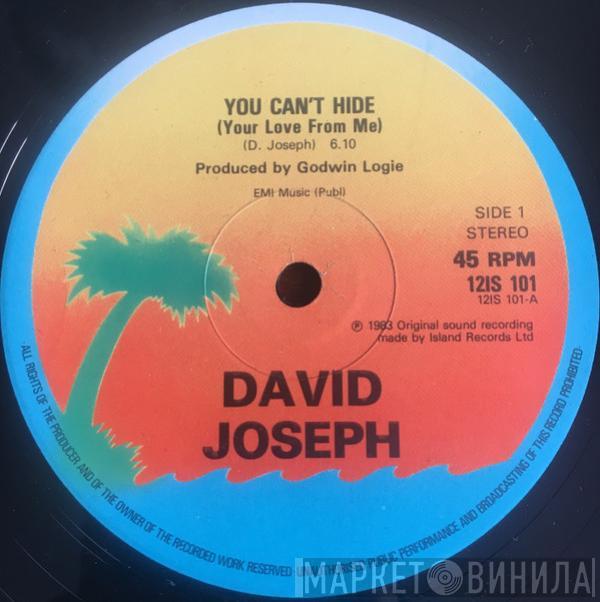 YOU CAN'T HIDE
(Your Love From Me)
(D. Joseph) 6.10
Produced by Godwin Logie
EMI Music (Publ)
SIDE 1
STEREO
45 RPM
12IS 101
12IS 101-A
℗ 1983 Original sound recording
made by Island Records Ltd
DAVID
JOSEPH
·ALL RIGHTS OF THE PRODUCER AND OF THE OWNER OF THE RECORDED WORK RESERVED·UNAUTHORISED PUBLIC PERFORMANCE AND BROADCASTING OF THIS RECORD PROHIBITED·
МАРКЕТ ВИНИЛА